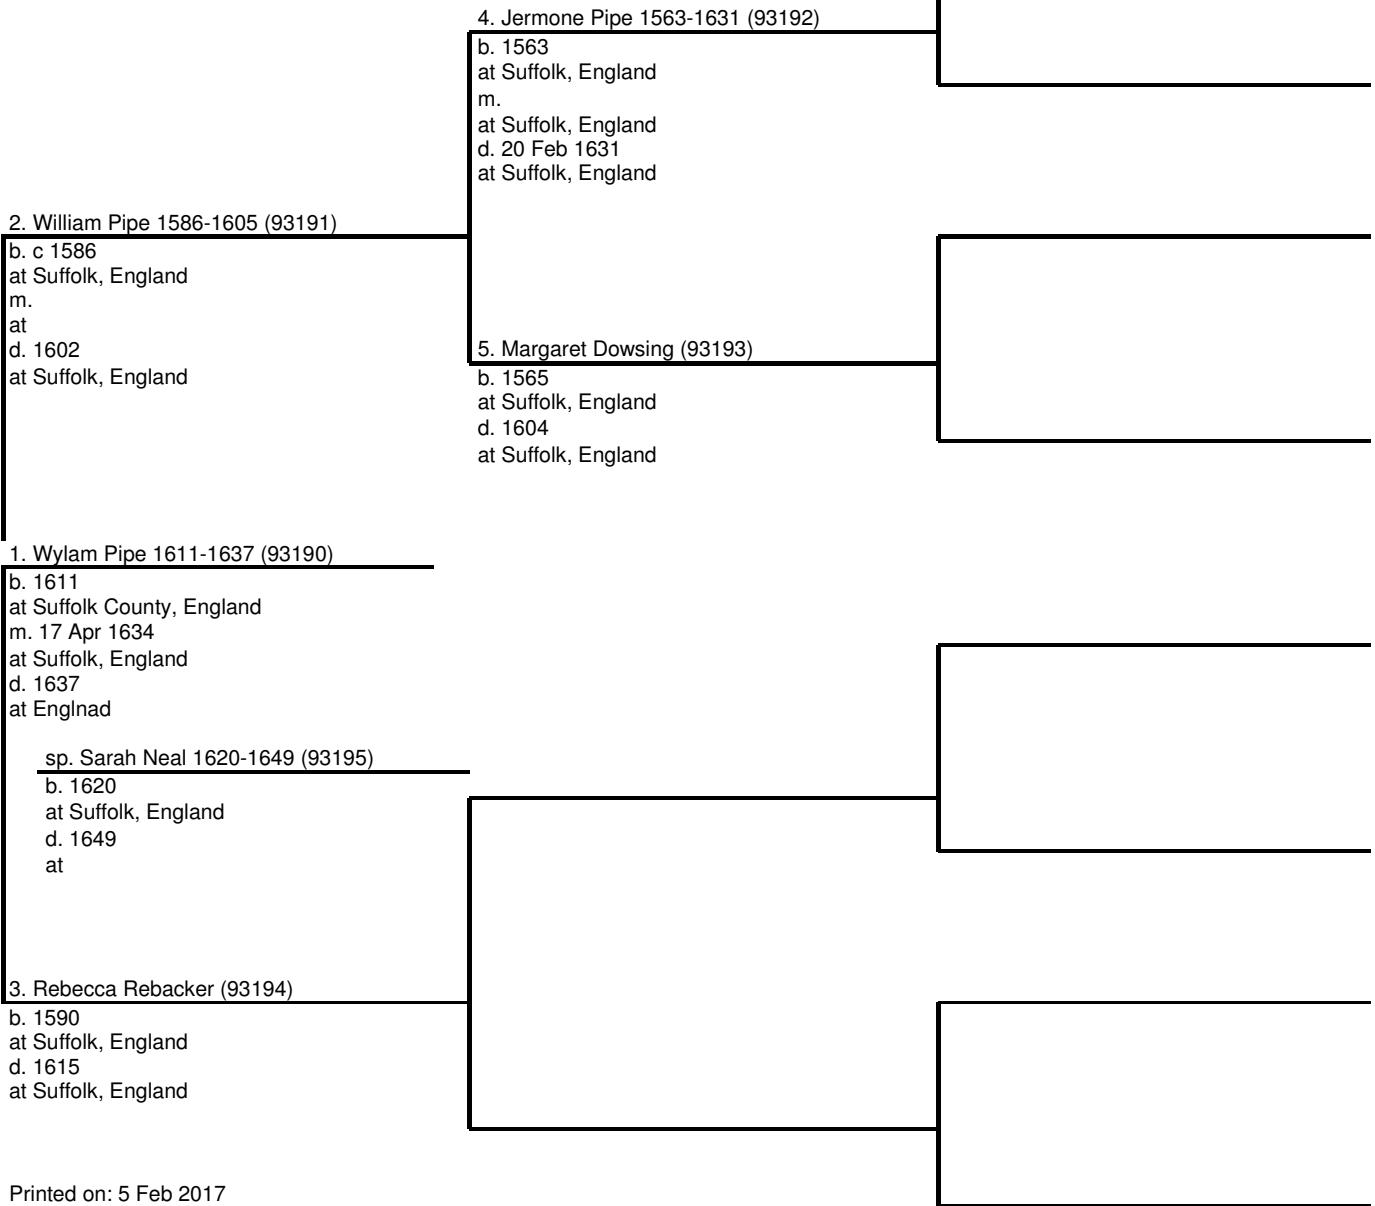 4. Jermone Pipe 1563-1631 (93192)
b. 1563
at Suffolk, England
m.
at Suffolk, England
d. 20 Feb 1631
at Suffolk, England
2. William Pipe 1586-1605 (93191)
b. c 1586
at Suffolk, England
m.
at
d. 1602
at Suffolk, England
5. Margaret Dowsing (93193)
b. 1565
at Suffolk, England
d. 1604
at Suffolk, England
1. Wylam Pipe 1611-1637 (93190)
b. 1611
at Suffolk County, England
m. 17 Apr 1634
at Suffolk, England
d. 1637
at Englnad
sp. Sarah Neal 1620-1649 (93195)
b. 1620
at Suffolk, England
d. 1649
at
3. Rebecca Rebacker (93194)
b. 1590
at Suffolk, England
d. 1615
at Suffolk, England
Printed on: 5 Feb 2017